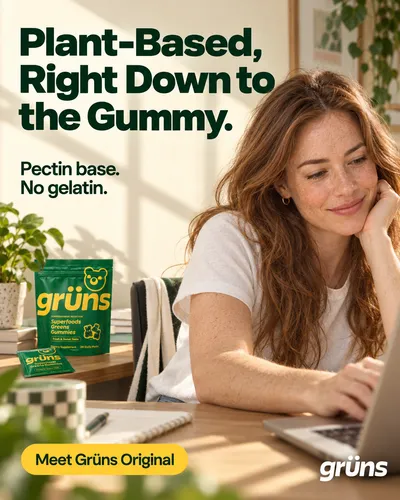 Plant-Based,
Right Down to
the Gummy.
Pectin base.
No gelatin.
grüns
Superfoods
Greens
Gummies
grüns
Meet Grüns Original
grüns